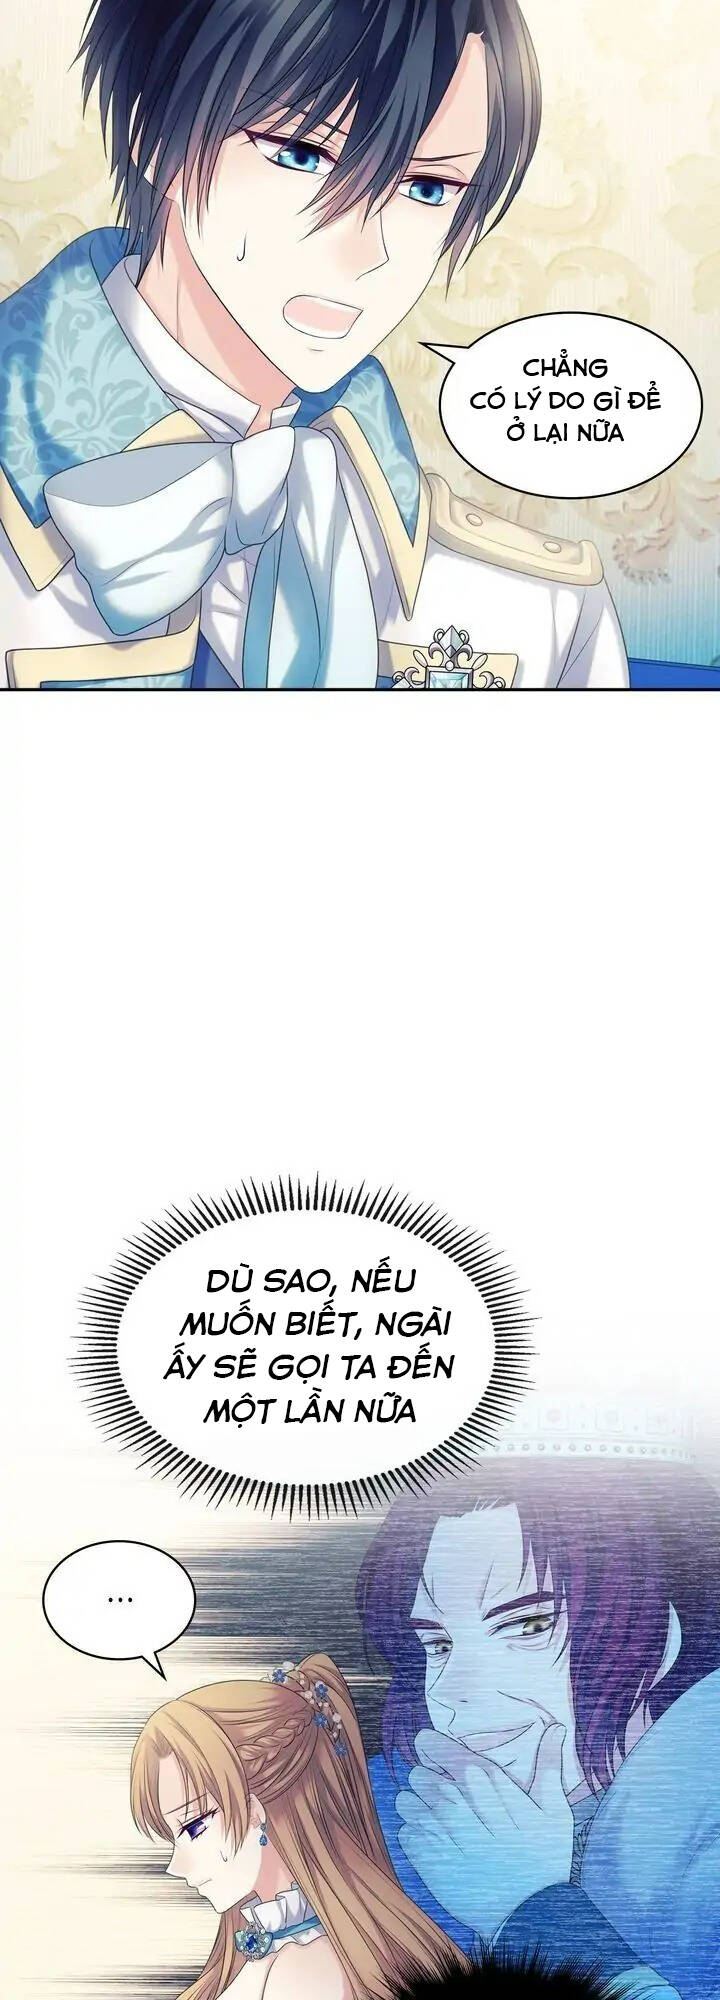 CHẲNG
CÓ LÝ DO GÌ ĐỂ
Ở LẠI NỮA
DÙ SAO, NẾU
MUỐN BIẾT, NGÀI
ẤY SẼ GỌI TA ĐẾN
MỘT LẦN NỮA
...